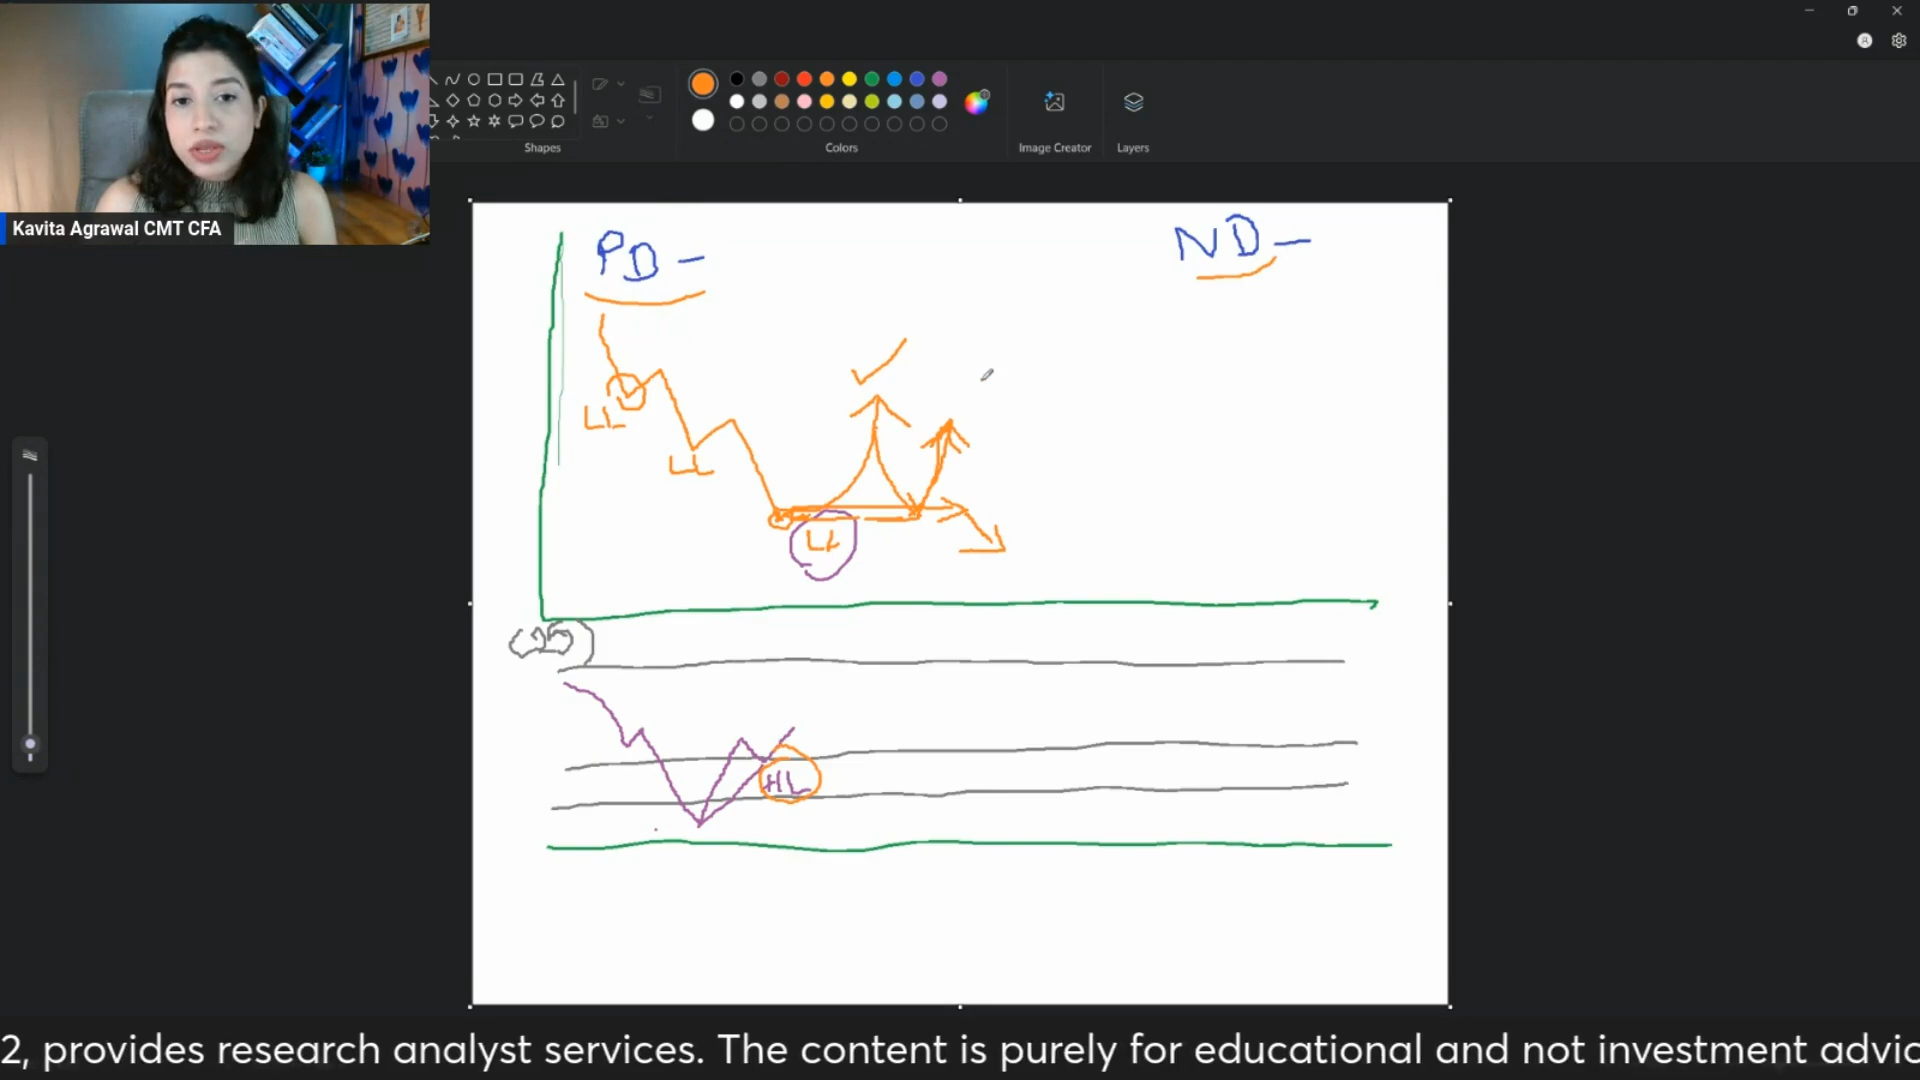 Kavita Agrawal CMT CFA
Shapes
Colors
Image Creator
Layers
PD -
ND -
LL
LL
LL
HL
2, provides research analyst services. The content is purely for educational and not investment advic